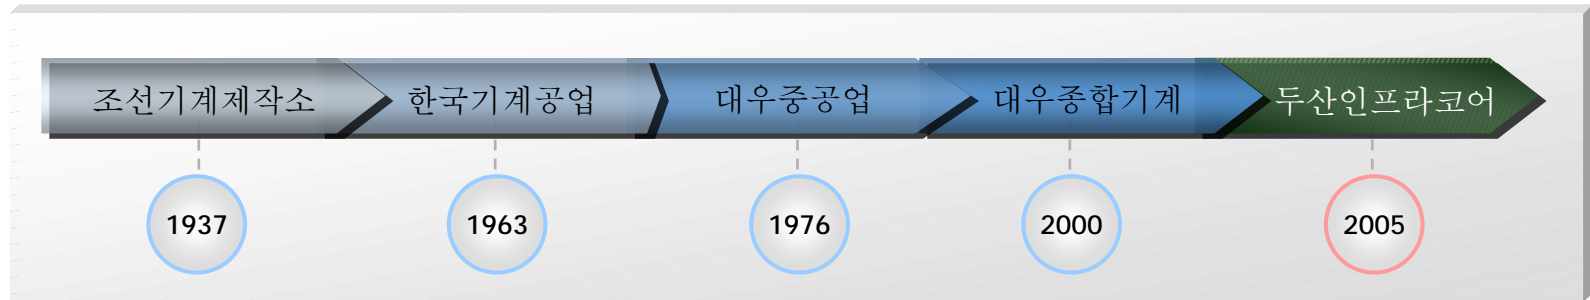 조선기계제작소 한국기계공업 대우중공업 대우종합기계 두산인프라코어
1937 1963 1976 2000 2005